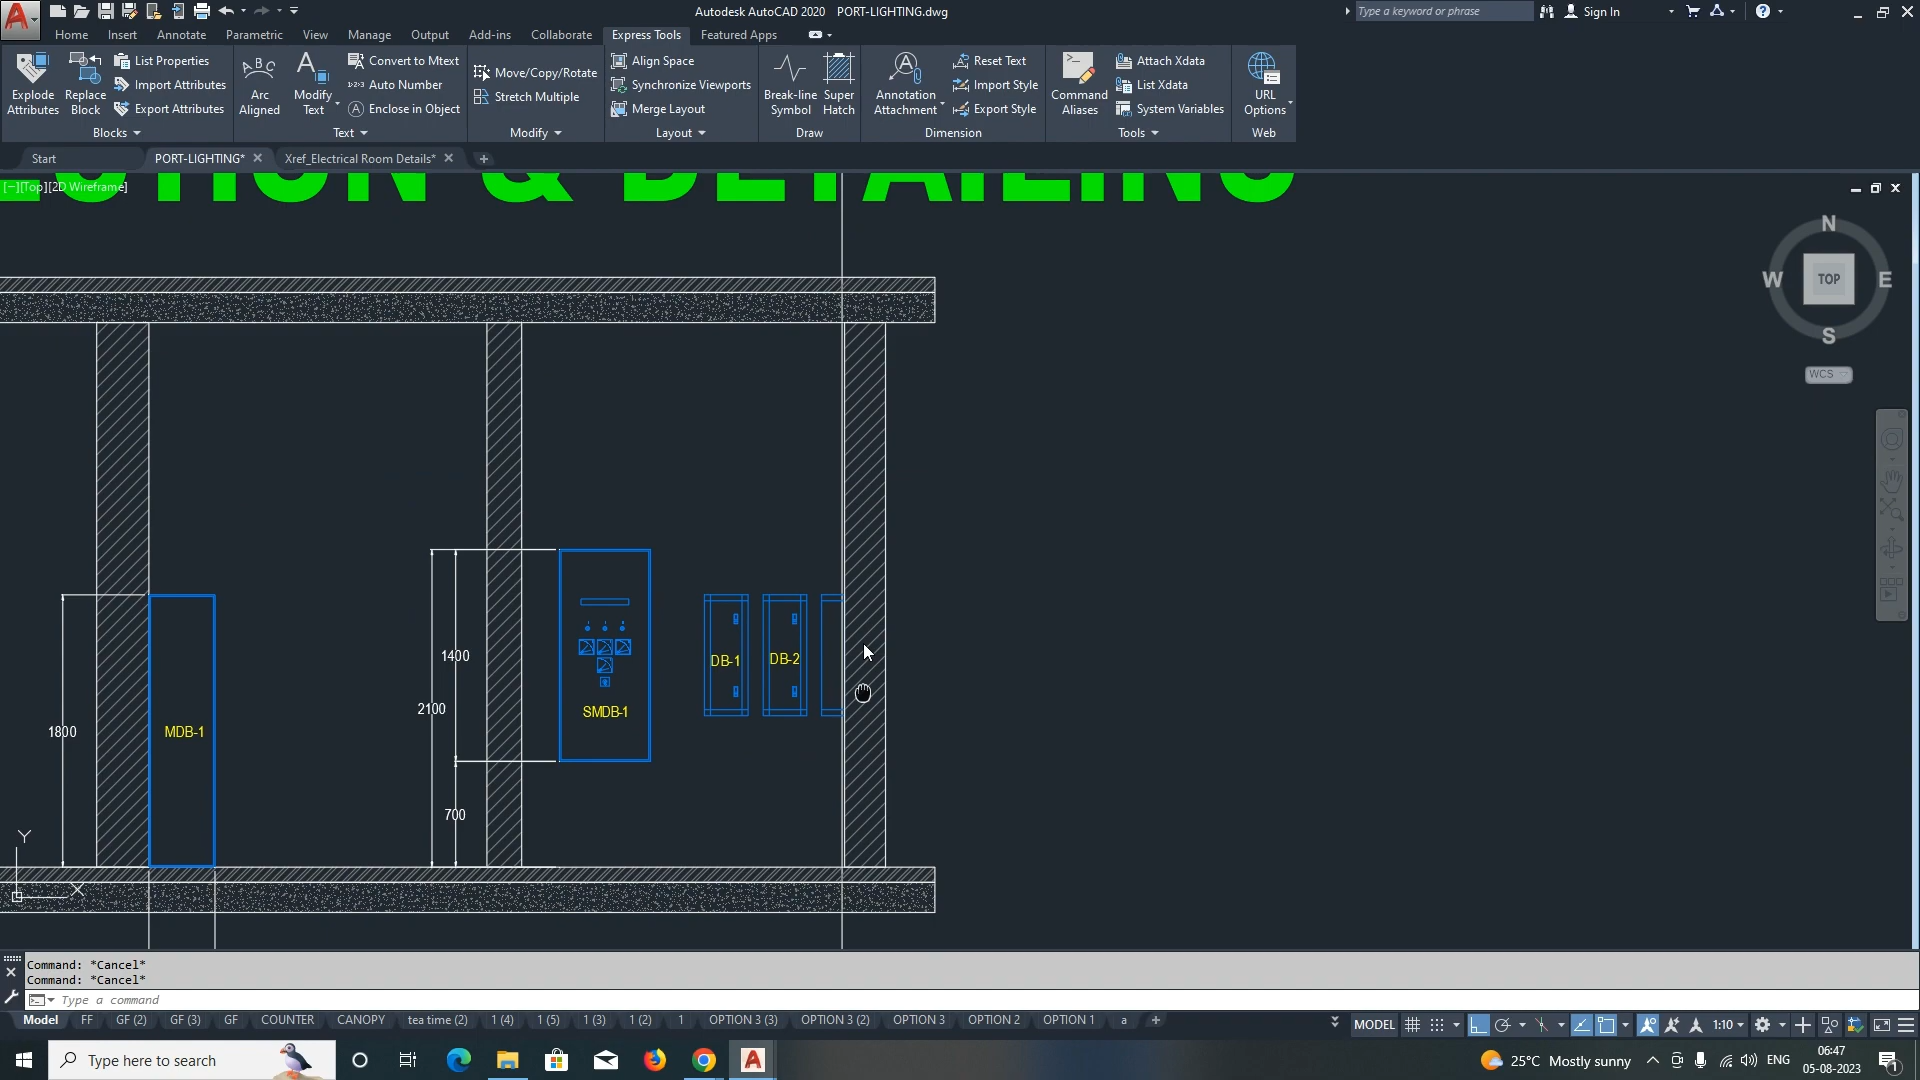 Autodesk AutoCAD 2020 PORT-LIGHTING.dwg
Type a keyword or phrase
Sign In
Home Insert Annotate Parametric View Manage Output Add-ins Collaborate Express Tools Featured Apps
Explode Attributes
Replace Block
List Properties
Import Attributes
Export Attributes
Blocks
ABC
Arc Aligned
Modify Text
Convert to Mtext
Auto Number
Enclose in Object
Text
Move/Copy/Rotate
Stretch Multiple
Modify
Align Space
Synchronize Viewports
Merge Layout
Layout
Break-line Symbol
Super Hatch
Draw
Annotation Attachment
Reset Text
Import Style
Export Style
Dimension
Command Aliases
Attach Xdata
List Xdata
System Variables
Tools
URL Options
Web
Start PORT-LIGHTING* Xref_Electrical Room Details*
[−][Top][2D Wireframe]
& DETAILING
N
W TOP E
S
WCS
1400
2100
700
1800
MDB-1
SMDB-1
DB-1
DB-2
Y
X
Command: *Cancel*
Command: *Cancel*
Type a command
Model FF GF (2) GF (3) GF COUNTER CANOPY tea time (2) 1 (4) 1 (5) 1 (3) 1 (2) 1 OPTION 3 (3) OPTION 3 (2) OPTION 3 OPTION 2 OPTION 1 a
MODEL 1:10
Type here to search
25°C Mostly sunny ENG
06:47
05-08-2023
1